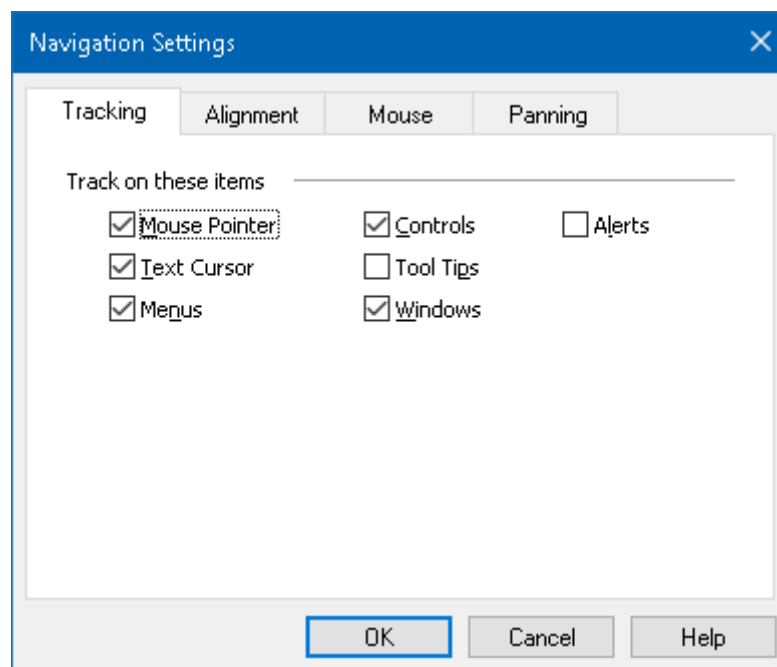 Navigation Settings
Tracking Alignment Mouse Panning
Track on these items
Mouse Pointer Controls Alerts
Text Cursor Tool Tips
Menus Windows
OK Cancel Help